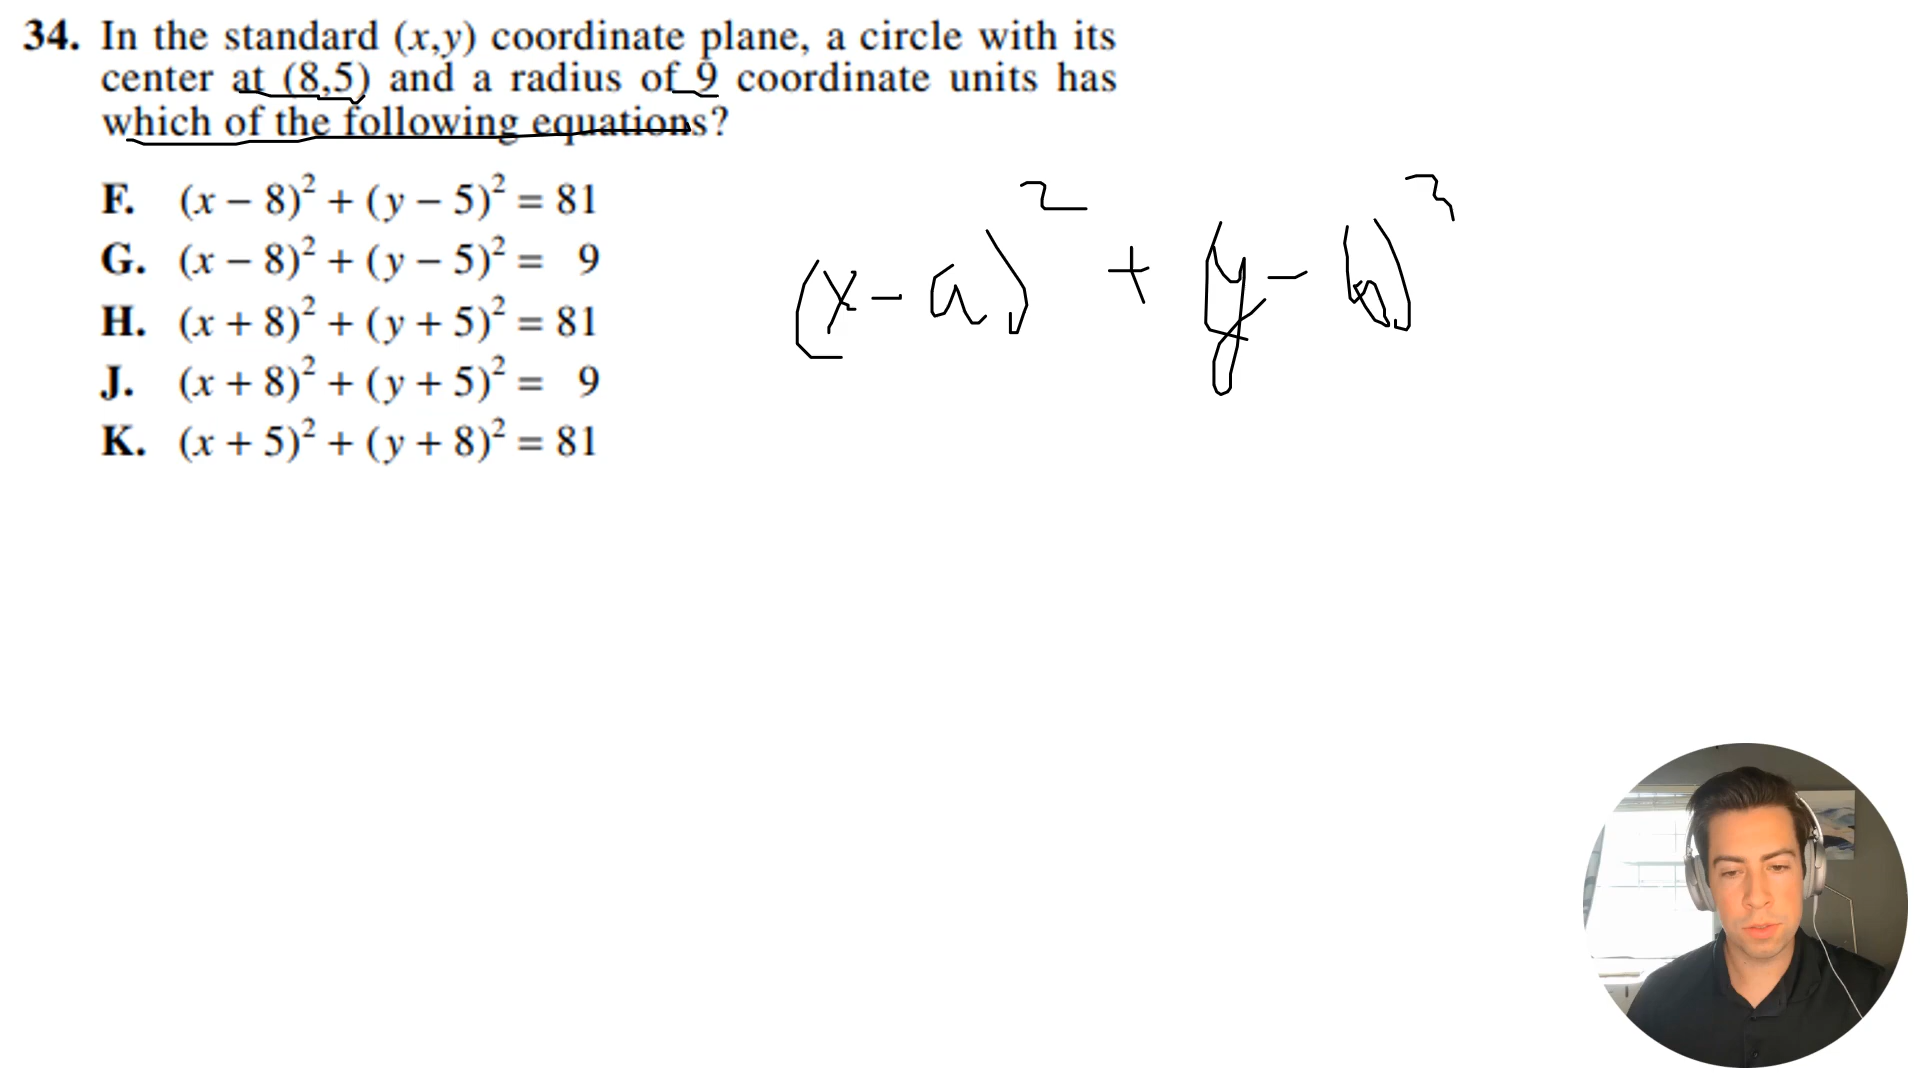 34. In the standard (x,y) coordinate plane, a circle with its
center at (8,5) and a radius of 9 coordinate units has
which of the following equations?
F. (x − 8)² + (y − 5)² = 81
G. (x − 8)² + (y − 5)² = 9
H. (x + 8)² + (y + 5)² = 81
J. (x + 8)² + (y + 5)² = 9
K. (x + 5)² + (y + 8)² = 81
(x − a)² + (y − b)²